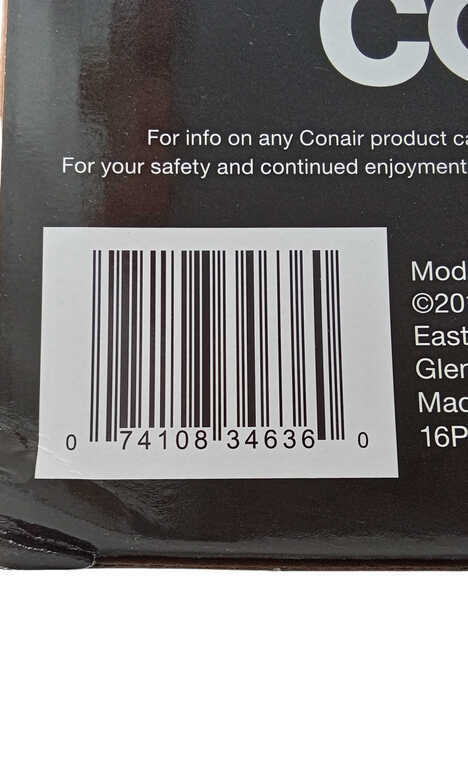 CO
For info on any Conair product ca
For your safety and continued enjoyment
Mod
©201
East
Glen
Mad
16P
0 74108 34636 0